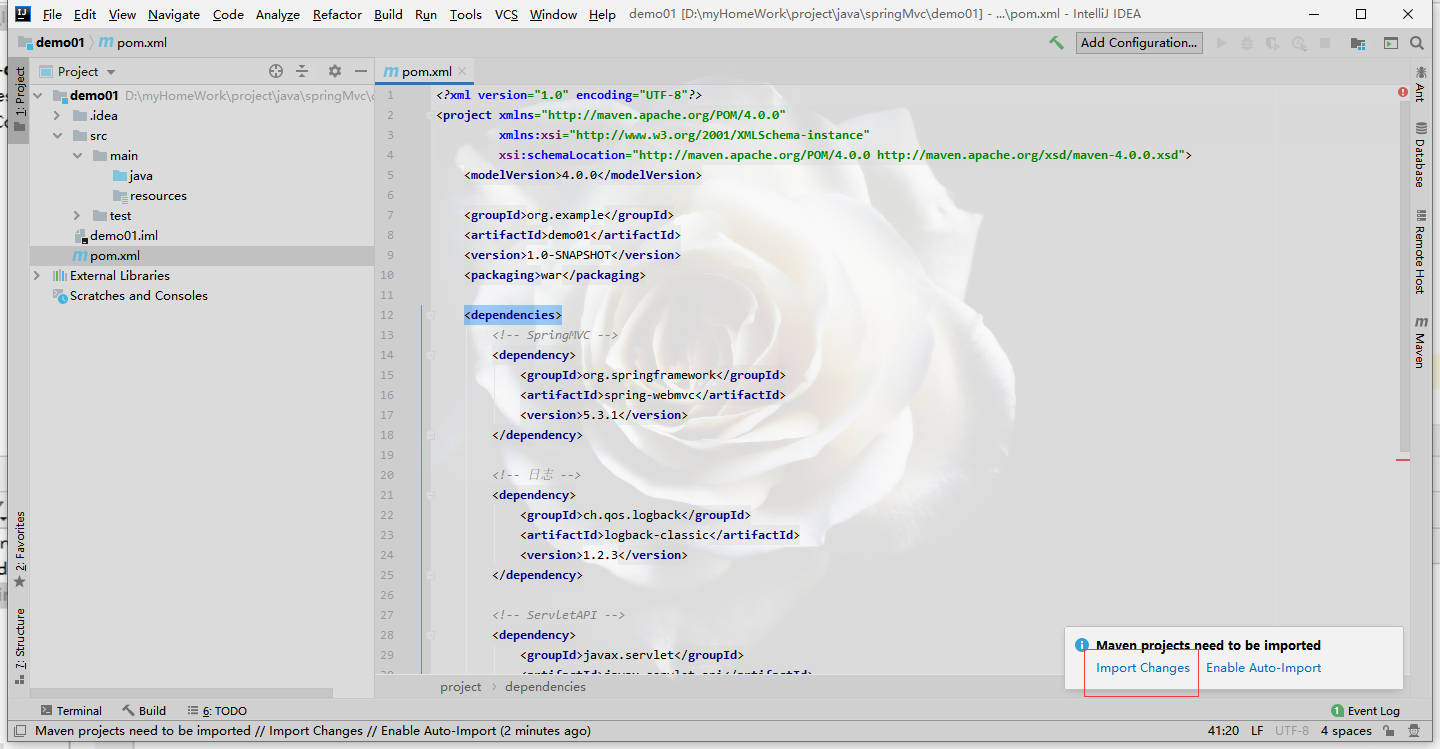 File Edit View Navigate Code Analyze Refactor Build Run Tools VCS Window Help demo01 [D:\myHomeWork\project\java\springMvc\demo01] - ...\pom.xml - IntelliJ IDEA
demo01 pom.xml Add Configuration...
1: Project
2: Favorites
7: Structure
Project
demo01 D:\myHomeWork\project\java\springMvc\
.idea
src
main
java
resources
test
demo01.iml
pom.xml
External Libraries
Scratches and Consoles
pom.xml
1 <?xml version="1.0" encoding="UTF-8"?>
2 <project xmlns="http://maven.apache.org/POM/4.0.0"
3 xmlns:xsi="http://www.w3.org/2001/XMLSchema-instance"
4 xsi:schemaLocation="http://maven.apache.org/POM/4.0.0 http://maven.apache.org/xsd/maven-4.0.0.xsd">
5 <modelVersion>4.0.0</modelVersion>
6
7 <groupId>org.example</groupId>
8 <artifactId>demo01</artifactId>
9 <version>1.0-SNAPSHOT</version>
10 <packaging>war</packaging>
11
12 <dependencies>
13 <!-- SpringMVC -->
14 <dependency>
15 <groupId>org.springframework</groupId>
16 <artifactId>spring-webmvc</artifactId>
17 <version>5.3.1</version>
18 </dependency>
19
20 <!-- 日志 -->
21 <dependency>
22 <groupId>ch.qos.logback</groupId>
23 <artifactId>logback-classic</artifactId>
24 <version>1.2.3</version>
25 </dependency>
26
27 <!-- ServletAPI -->
28 <dependency>
29 <groupId>javax.servlet</groupId>
project dependencies
Ant
Database
Remote Host
Maven
Maven projects need to be imported
Import Changes Enable Auto-Import
Terminal Build 6: TODO 1 Event Log
Maven projects need to be imported // Import Changes // Enable Auto-Import (2 minutes ago) 41:20 LF UTF-8 4 spaces